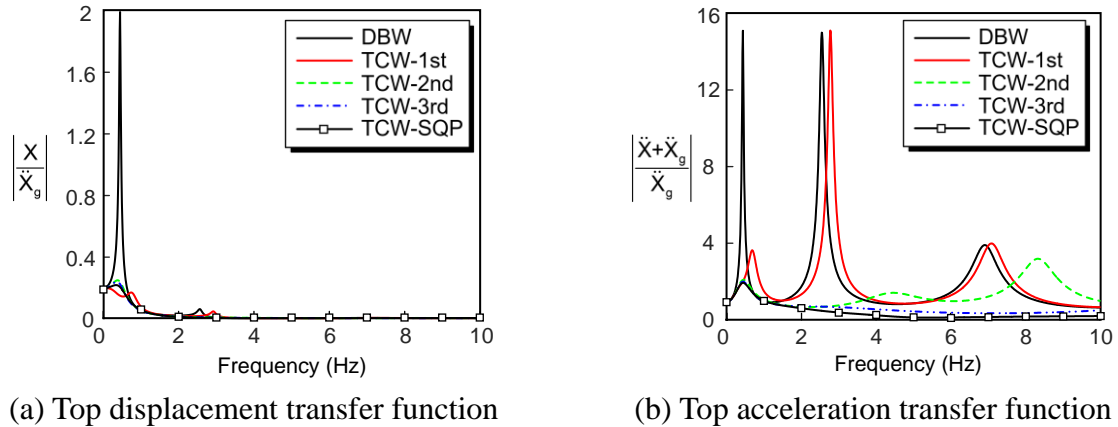 2
1.6
1.2
0.8
0.4
0
0 2 4 6 8 10
|X/Ẍg|
Frequency (Hz)
DBW
TCW-1st
TCW-2nd
TCW-3rd
TCW-SQP
(a) Top displacement transfer function
16
12
8
4
0
0 2 4 6 8 10
|Ẍ+Ẍg/Ẍg|
Frequency (Hz)
DBW
TCW-1st
TCW-2nd
TCW-3rd
TCW-SQP
(b) Top acceleration transfer function